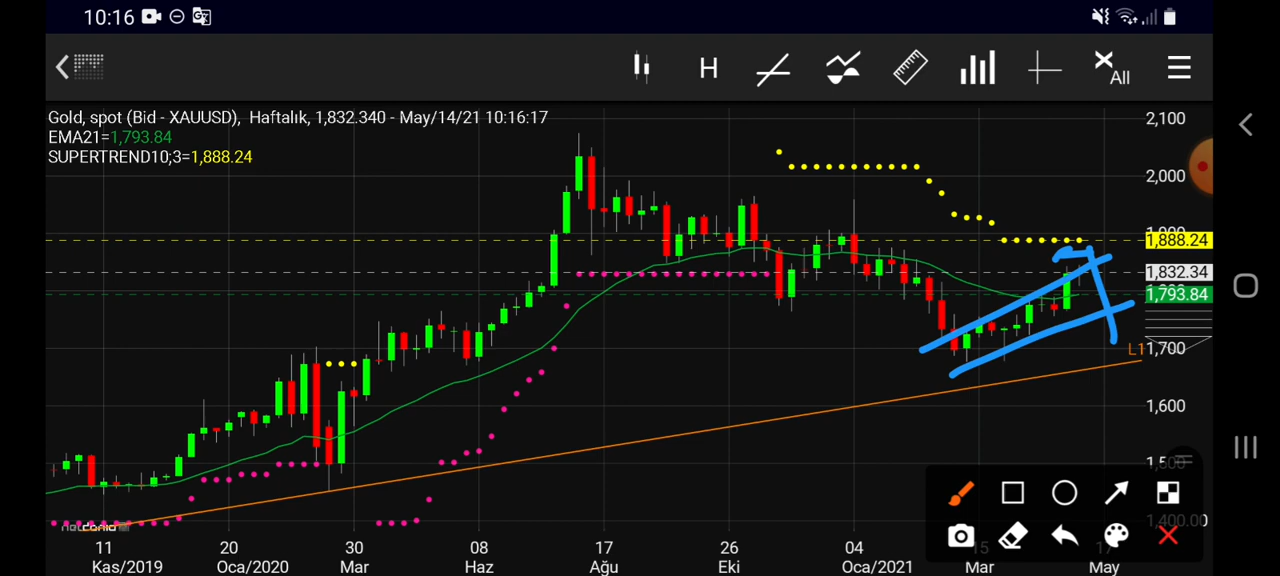 10:16
H
All
Gold, spot (Bid - XAUUSD), Haftalık, 1,832.340 - May/14/21 10:16:17
EMA21=1,793.84
SUPERTREND10;3=1,888.24
2,100
2,000
1,888.24
1,832.34
1,793.84
L1
1,700
1,600
1,400.00
11 20 30 08 17 26 04 15 17
Kas/2019 Oca/2020 Mar Haz Ağu Eki Oca/2021 Mar May